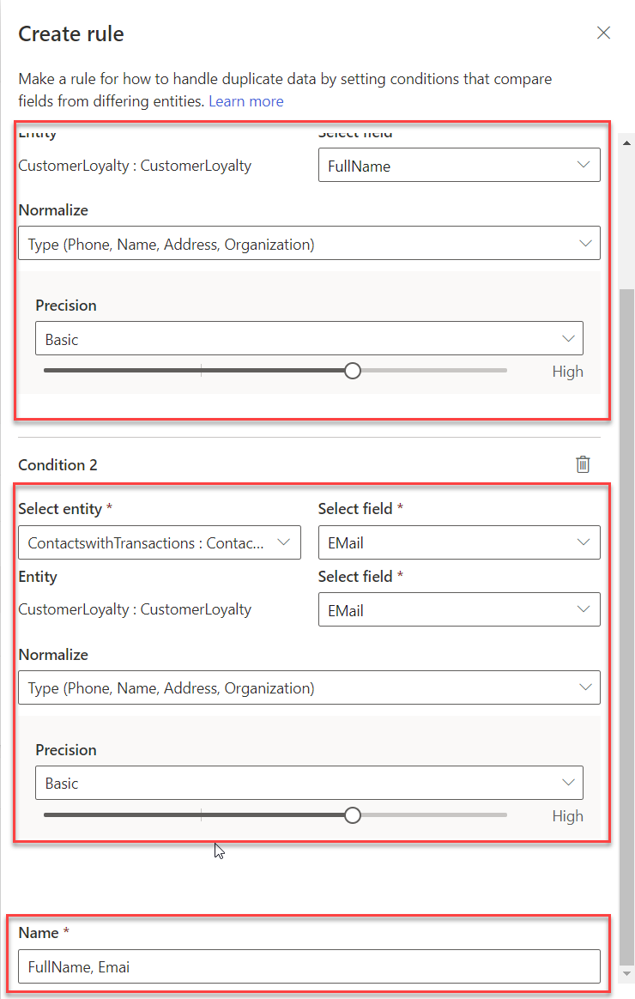 Create rule
Make a rule for how to handle duplicate data by setting conditions that compare
fields from differing entities. Learn more
Entity Select field
CustomerLoyalty : CustomerLoyalty FullName
Normalize
Type (Phone, Name, Address, Organization)
Precision
Basic
High
Condition 2
Select entity * Select field *
ContactswithTransactions : Contac... EMail
Entity Select field *
CustomerLoyalty : CustomerLoyalty EMail
Normalize
Type (Phone, Name, Address, Organization)
Precision
Basic
High
Name *
FullName, Emai